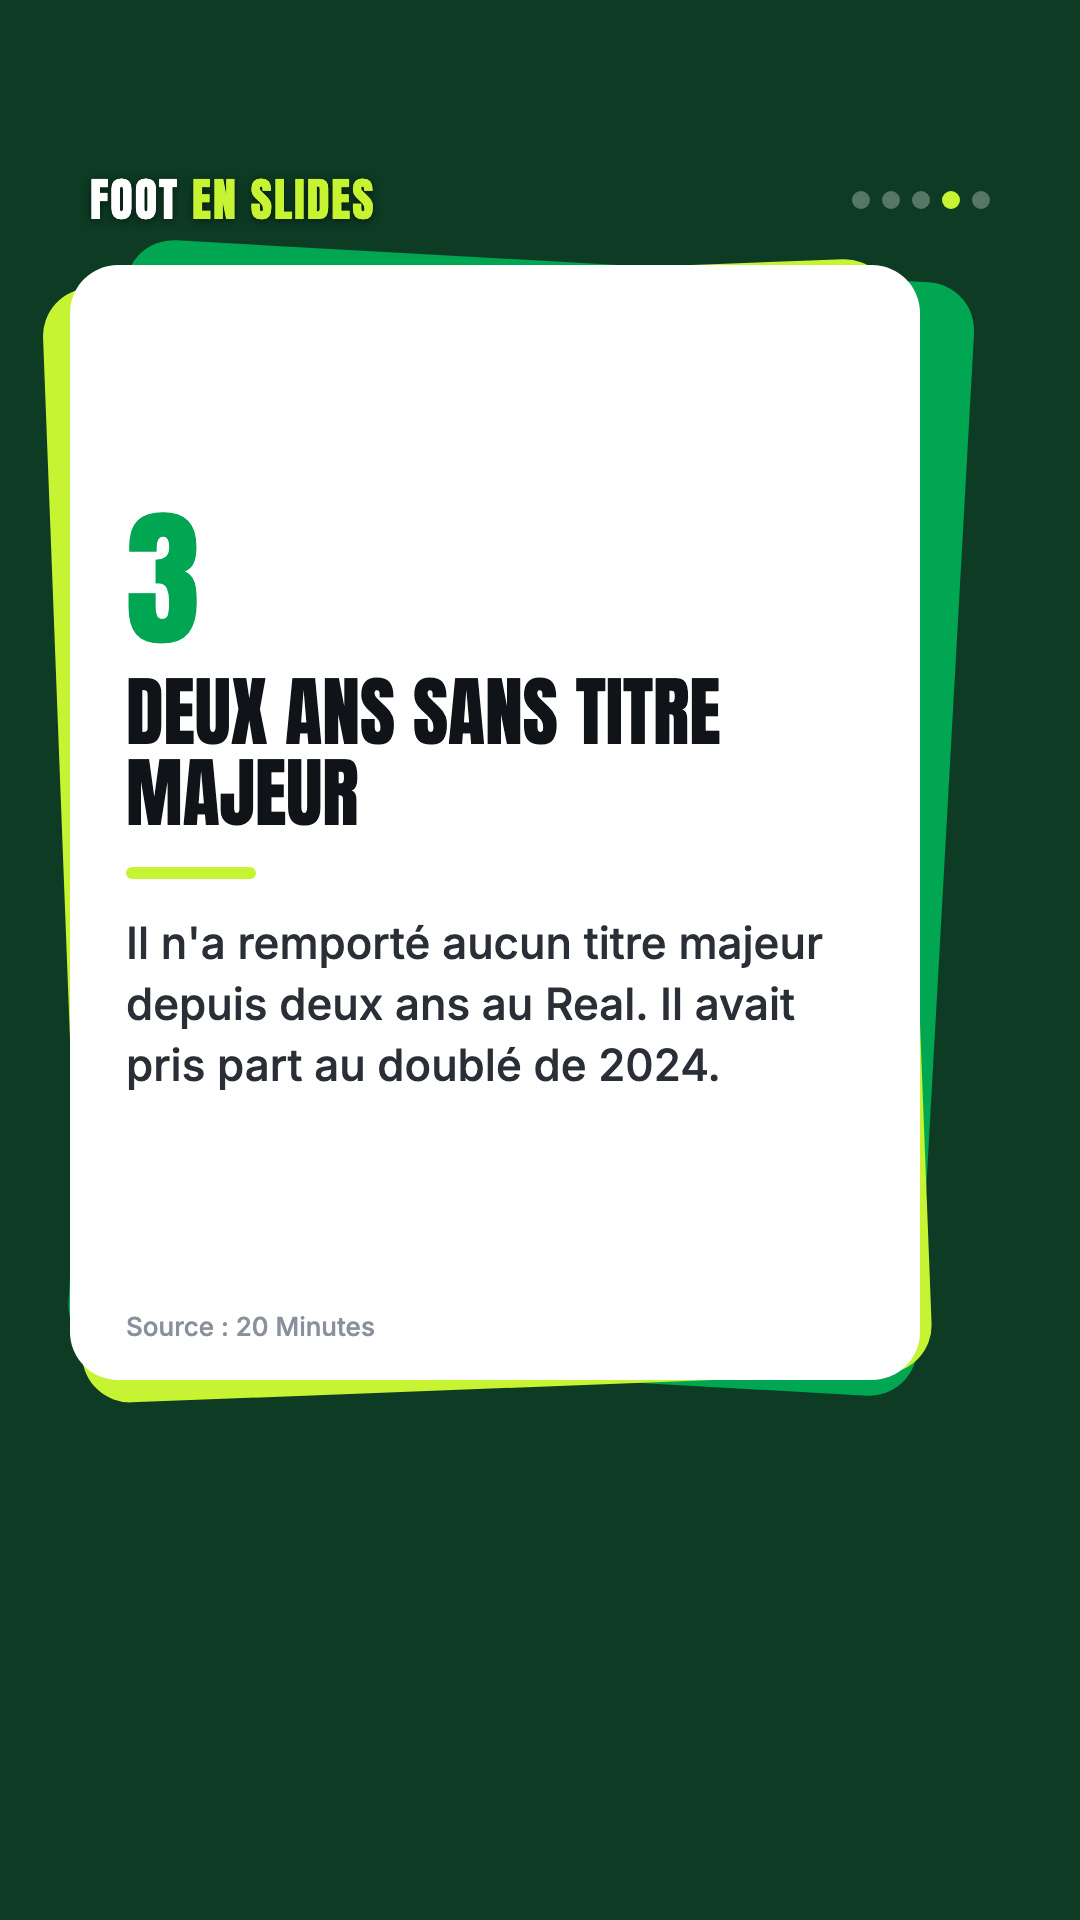 FOOT EN SLIDES
3
DEUX ANS SANS TITRE
MAJEUR
Il n'a remporté aucun titre majeur
depuis deux ans au Real. Il avait
pris part au doublé de 2024.
Source : 20 Minutes